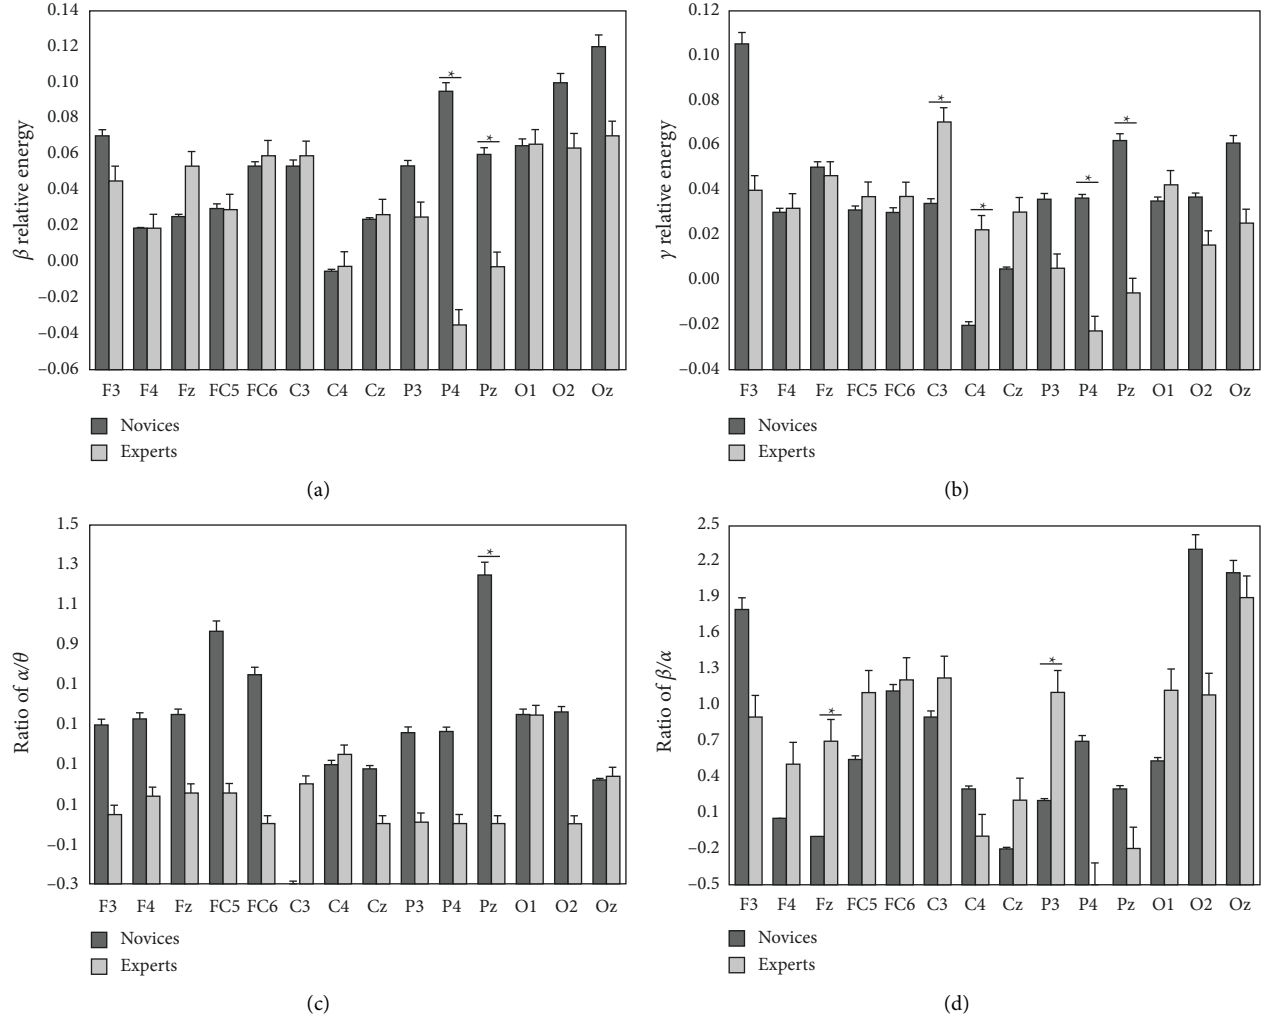 0.14
0.12
0.10
0.08
0.06
0.04
0.02
0.00
–0.02
–0.04
–0.06
β relative energy
*
*
F3 F4 Fz FC5 FC6 C3 C4 Cz P3 P4 Pz O1 O2 Oz
Novices
Experts
(a)
0.12
0.10
0.08
0.06
0.04
0.02
0.00
–0.02
–0.04
γ relative energy
*
*
*
*
F3 F4 Fz FC5 FC6 C3 C4 Cz P3 P4 Pz O1 O2 Oz
Novices
Experts
(b)
1.5
1.3
1.1
0.9
0.1
0.1
0.1
0.1
–0.1
–0.3
Ratio of α/θ
*
F3 F4 Fz FC5 FC6 C3 C4 Cz P3 P4 Pz O1 O2 Oz
Novices
Experts
(c)
2.5
2.2
1.9
1.6
1.3
1.0
0.7
0.4
0.1
–0.2
–0.5
Ratio of β/α
*
*
F3 F4 Fz FC5 FC6 C3 C4 Cz P3 P4 Pz O1 O2 Oz
Novices
Experts
(d)